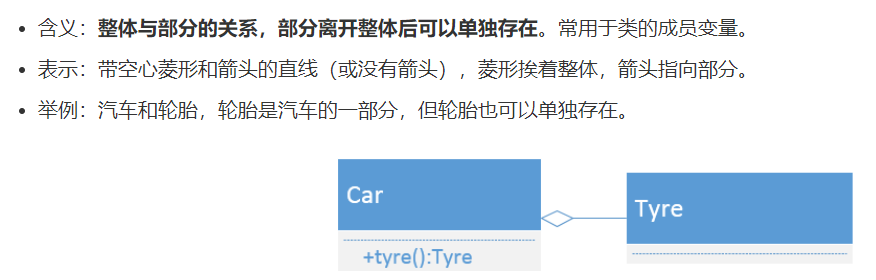 • 含义：整体与部分的关系，部分离开整体后可以单独存在。常用于类的成员变量。
• 表示：带空心菱形和箭头的直线（或没有箭头），菱形挨着整体，箭头指向部分。
• 举例：汽车和轮胎，轮胎是汽车的一部分，但轮胎也可以单独存在。
Car
Tyre
+tyre():Tyre